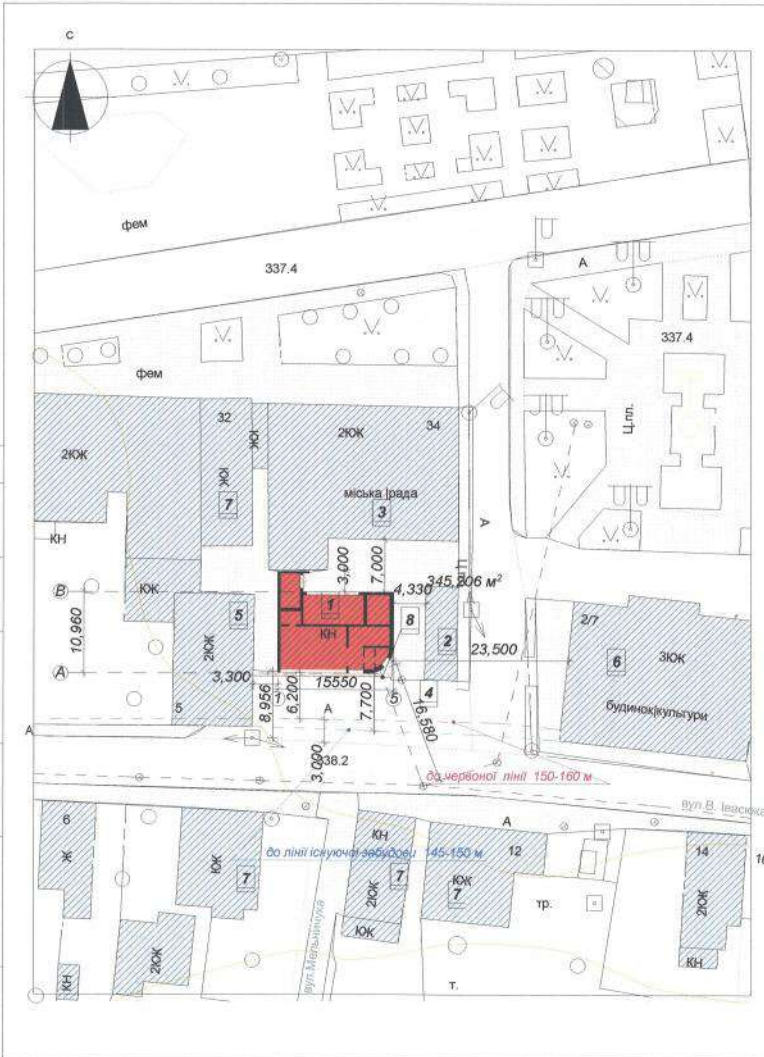 С
фем
337.4
А
337.4
фем
Ц.пл.
32
2КЖ
34
2КЖ
КЖ
КЖ
7
міська рада
3
А
КН
3,000
7,000
345,206 м²
В
КЖ
4,330
1
5
КН
8
2
2/7
10,960
2КЖ
23,500
6
3КЖ
А
3,300
15550
5
8,956
1
6,200
А
7,700
5
4
16,580
будинок культури
А
3,000
338.2
до червоної лінії 150-160 м
вул.В. Івасюка
6
КН
А
12
14
16
Ж
КЖ
до лінії існуючої забудови 145-150 м
7
2КЖ
7
КЖ
7
тр.
2КЖ
вул.Мельничука
КЖ
2КЖ
КН
т.
КН